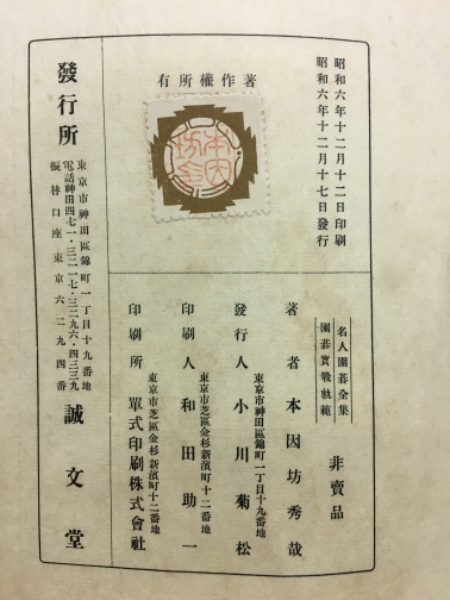 昭和六年十二月十二日印刷
昭和六年十二月十七日發行
有所權作著
本因
坊
名人圍碁全集
圍碁實戰軌範
非賣品
著者 本因坊秀哉
東京市神田區錦町一丁目十九番地
發行人 小川菊松
東京市芝區金杉新濱町十二番地
印刷人 和田助一
東京市芝區金杉新濱町十二番地
印刷所 單式印刷株式會社
發行所
東京市神田區錦町一丁目十九番地
電話神田四七一・三二一七・三二九六・四三三九
振替口座東京六二九四番
誠文堂